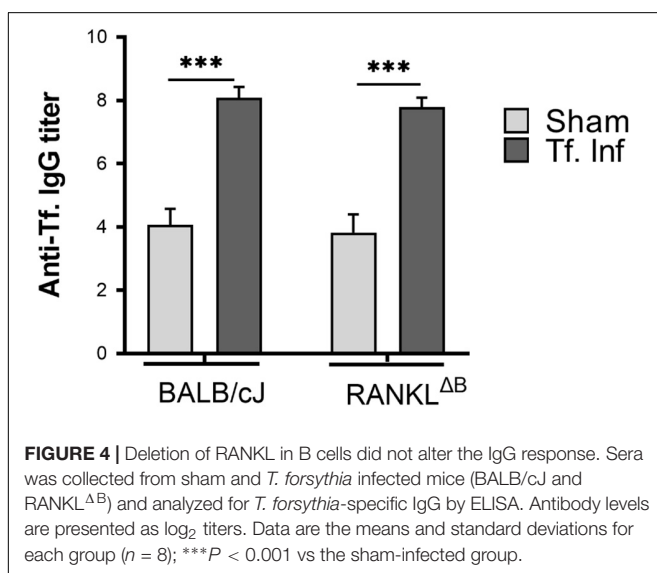 10
8
6
4
2
0
Anti-Tf. IgG titer
*** ***
Sham
Tf. Inf
BALB/cJ RANKL^ΔB
FIGURE 4 | Deletion of RANKL in B cells did not alter the IgG response. Sera
was collected from sham and T. forsythia infected mice (BALB/cJ and
RANKL^Δ B) and analyzed for T. forsythia-specific IgG by ELISA. Antibody levels
are presented as log₂ titers. Data are the means and standard deviations for
each group (n = 8); ***P < 0.001 vs the sham-infected group.